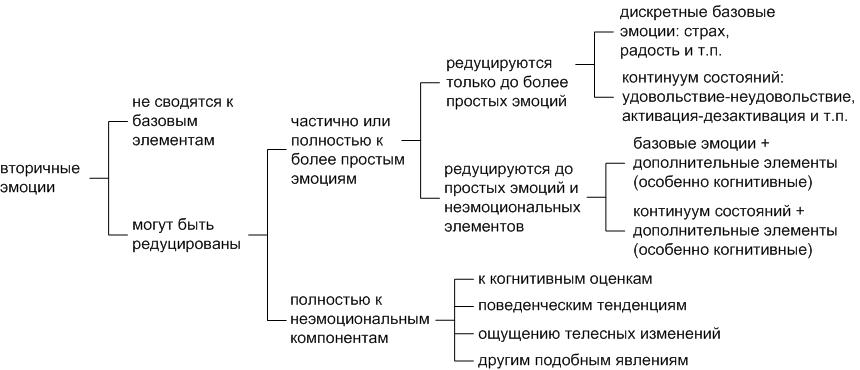 вторичные
эмоции
не сводятся к
базовым
элементам
могут быть
редуцированы
частично или
полностью к
более простым
эмоциям
полностью к
неэмоциональным
компонентам
редуцируются
только до более
простых эмоций
редуцируются до
простых эмоций и
неэмоциональных
элементов
дискретные базовые
эмоции: страх,
радость и т.п.
континуум состояний:
удовольствие-неудовольствие,
активация-дезактивация и т.п.
базовые эмоции +
дополнительные элементы
(особенно когнитивные)
континуум состояний +
дополнительные элементы
(особенно когнитивные)
к когнитивным оценкам
поведенческим тенденциям
ощущению телесных изменений
другим подобным явлениям